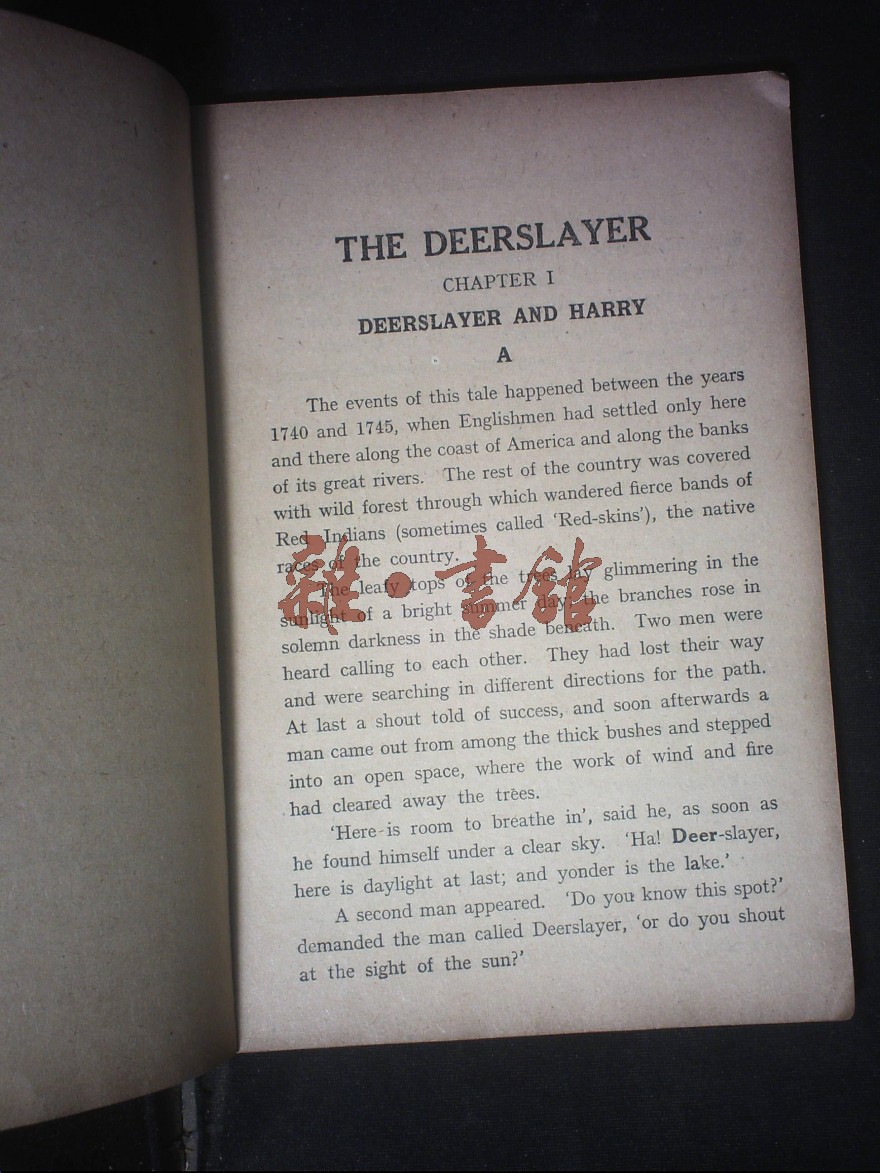 THE DEERSLAYER
CHAPTER I
DEERSLAYER AND HARRY
A
The events of this tale happened between the years
1740 and 1745, when Englishmen had settled only here
and there along the coast of America and along the banks
of its great rivers. The rest of the country was covered
with wild forest through which wandered fierce bands of
Red Indians (sometimes called 'Red-skins'), the native
races of the country.
The leafy tops of the trees lay glimmering in the
sunlight of a bright summer day; the branches rose in
solemn darkness in the shade beneath. Two men were
heard calling to each other. They had lost their way
and were searching in different directions for the path.
At last a shout told of success, and soon afterwards a
man came out from among the thick bushes and stepped
into an open space, where the work of wind and fire
had cleared away the trees.
'Here is room to breathe in', said he, as soon as
he found himself under a clear sky. 'Ha! Deer-slayer,
here is daylight at last; and yonder is the lake.'
A second man appeared. 'Do you know this spot?'
demanded the man called Deerslayer, 'or do you shout
at the sight of the sun?'
雜·書館